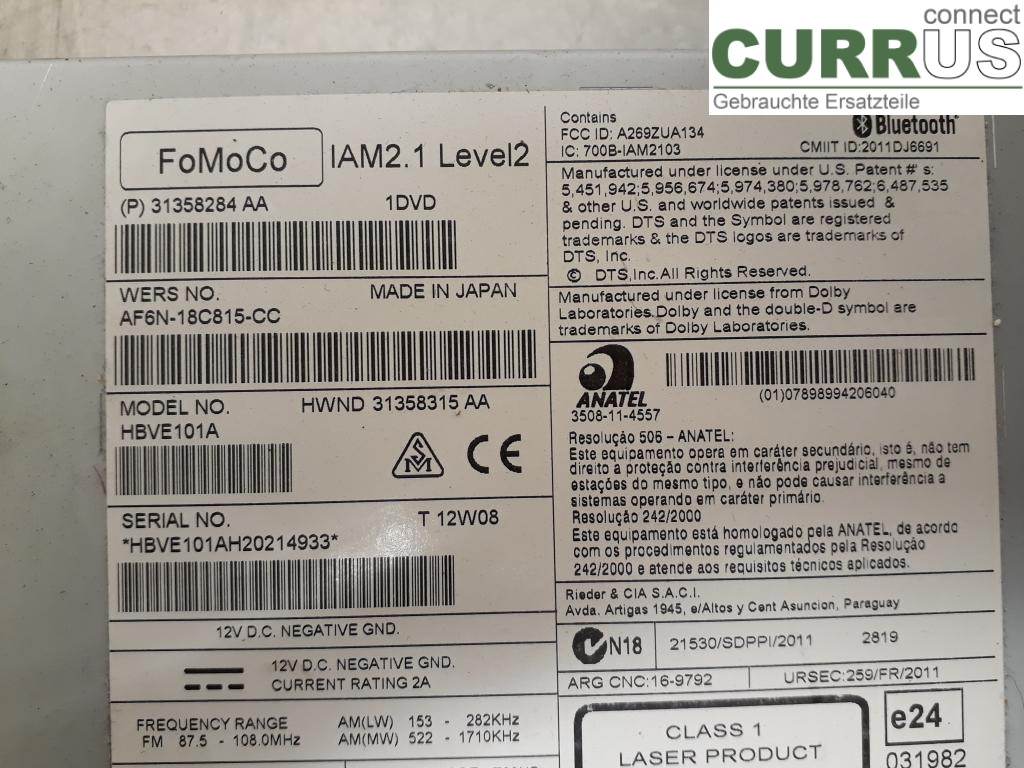 connect
CURRUS
Gebrauchte Ersatzteile
FoMoCo
IAM2.1 Level2
(P) 31358284 AA 1DVD
WERS NO. MADE IN JAPAN
AF6N-18C815-CC
MODEL NO. HWND 31358315 AA
HBVE101A
SERIAL NO. T 12W08
*HBVE101AH20214933*
12V D.C. NEGATIVE GND.
12V D.C. NEGATIVE GND.
CURRENT RATING 2A
FREQUENCY RANGE AM(LW) 153 - 282KHz
FM 87.5 - 108.0MHz AM(MW) 522 - 1710KHz
Contains
FCC ID: A269ZUA134
IC: 700B-IAM2103
Bluetooth
CMIIT ID:2011DJ6691
Manufactured under license under U.S. Patent #'s:
5,451,942;5,956,674;5,974,380;5,978,762;6,487,535
& other U.S. and worldwide patents issued &
pending. DTS and the Symbol are registered
trademarks & the DTS logos are trademarks of
DTS, Inc.
© DTS,Inc.All Rights Reserved.
Manufactured under license from Dolby
Laboratories.Dolby and the double-D symbol are
trademarks of Dolby Laboratories.
ANATEL
3508-11-4557
(01)07898994206040
Resolução 506 - ANATEL:
Este equipamento opera em caráter secundário, isto é, não tem
direito a proteção contra interferência prejudicial, mesmo de
estações do mesmo tipo, e não pode causar interferência a
sistemas operando em caráter primário.
Resolução 242/2000
Este equipamento está homologado pela ANATEL, de acordo
com os procedimentos regulamentados pela Resolução
242/2000 e atende aos requisitos técnicos aplicados.
Rieder & CIA S.A.C.I.
Avda. Artigas 1945, e/Altos y Cent Asuncion, Paraguay
N18 21530/SDPPI/2011 2819
ARG CNC:16-9792 URSEC:259/FR/2011
CLASS 1
LASER PRODUCT
e24
031982